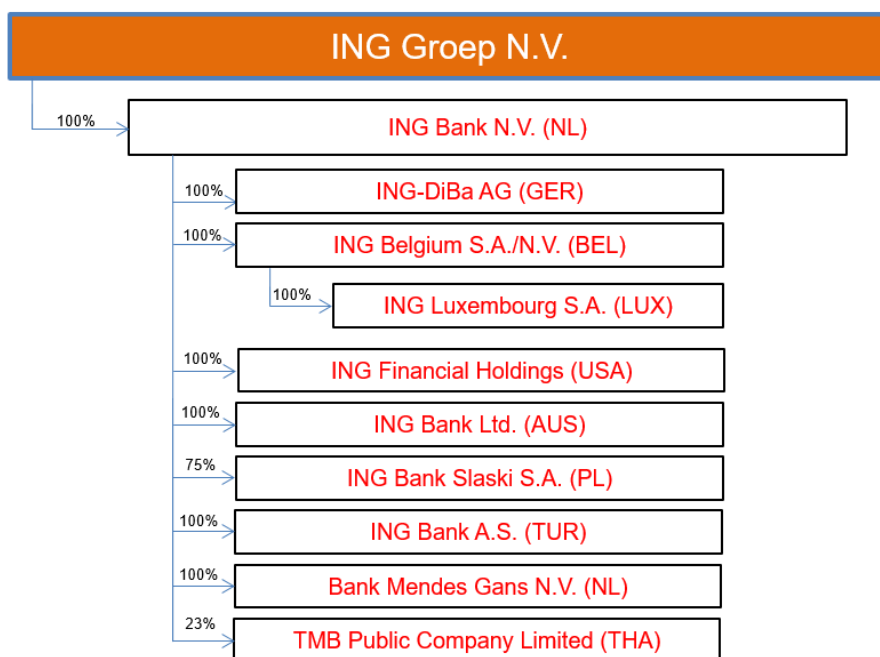 ING Groep N.V.
100%
ING Bank N.V. (NL)
100%
ING-DiBa AG (GER)
100%
ING Belgium S.A./N.V. (BEL)
100%
ING Luxembourg S.A. (LUX)
100%
ING Financial Holdings (USA)
100%
ING Bank Ltd. (AUS)
75%
ING Bank Slaski S.A. (PL)
100%
ING Bank A.S. (TUR)
100%
Bank Mendes Gans N.V. (NL)
23%
TMB Public Company Limited (THA)